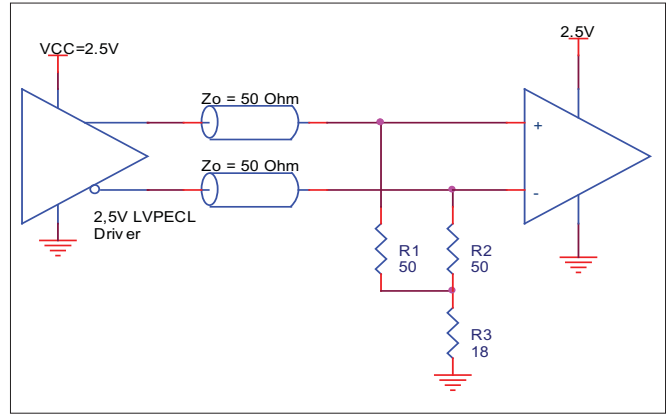 VCC=2.5V
2.5V
Zo = 50 Ohm
+
Zo = 50 Ohm
-
2,5V LVPECL
Driver
R1
50
R2
50
R3
18